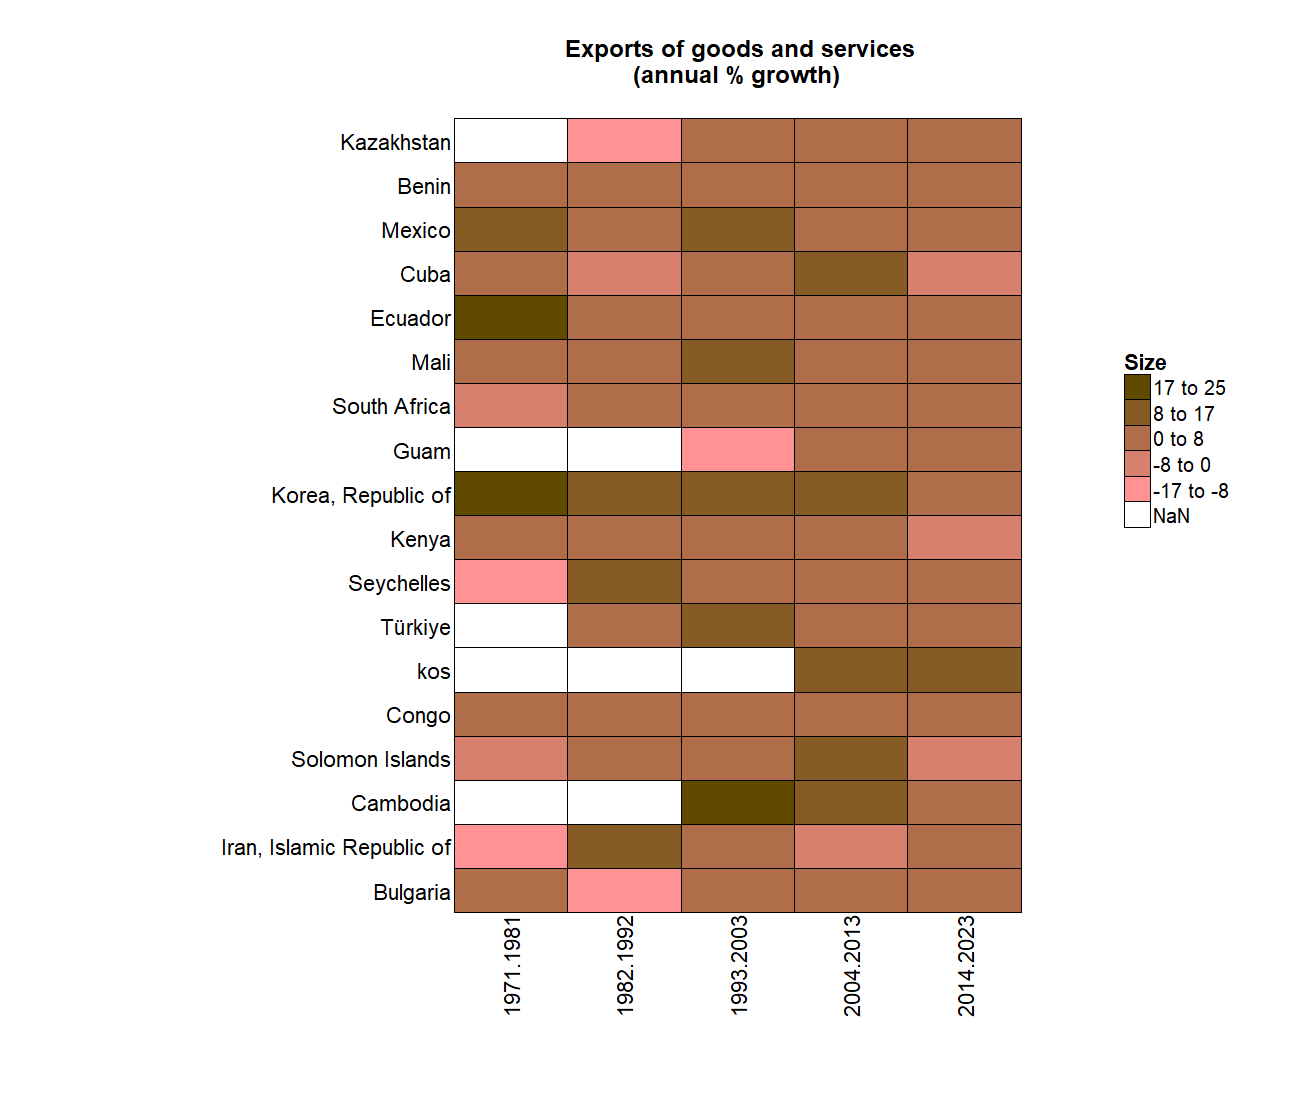 Exports of goods and services
(annual % growth)
Kazakhstan
Benin
Mexico
Cuba
Ecuador
Mali
South Africa
Guam
Korea, Republic of
Kenya
Seychelles
Türkiye
kos
Congo
Solomon Islands
Cambodia
Iran, Islamic Republic of
Bulgaria
1971.1981
1982.1992
1993.2003
2004.2013
2014.2023
Size
17 to 25
8 to 17
0 to 8
-8 to 0
-17 to -8
NaN